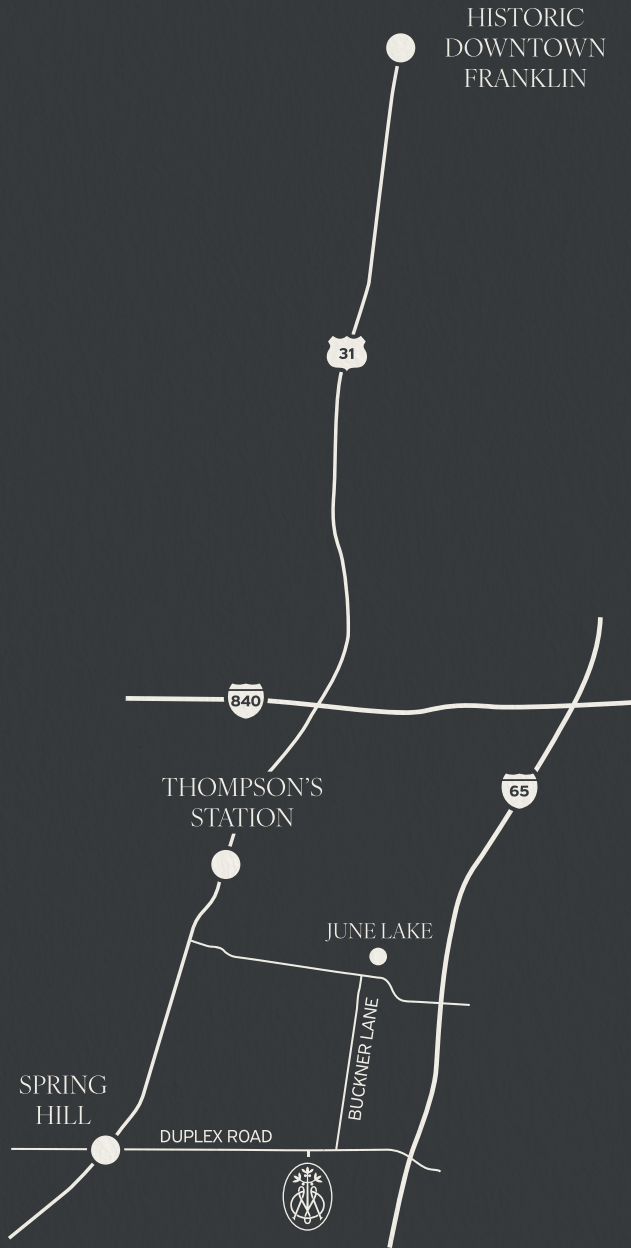 HISTORIC
DOWNTOWN
FRANKLIN
31
840
THOMPSON'S
STATION
65
JUNE LAKE
BUCKNER LANE
SPRING
HILL
DUPLEX ROAD